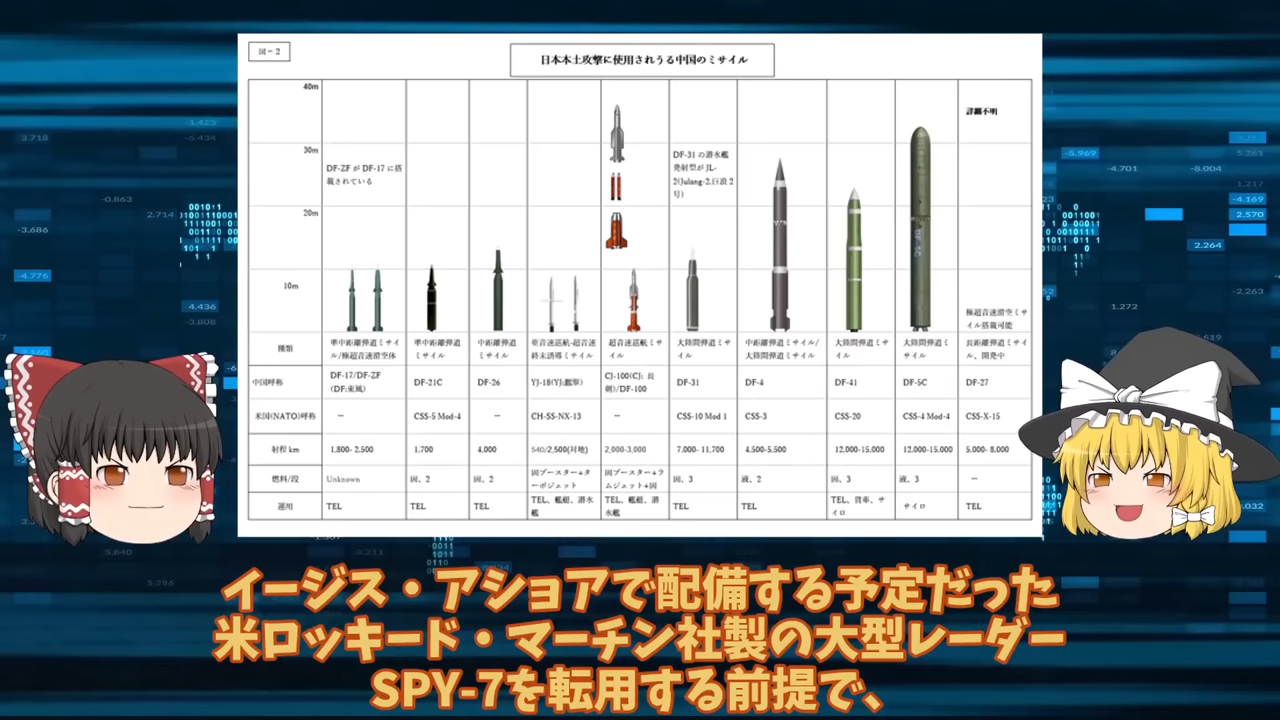 図－2
日本本土攻撃に使用されうる中国のミサイル
40m
30m
20m
10m
DF-ZF が DF-17 に搭
載されている
DF-31 の潜水艦
発射型が JL-
2(Julang-2,巨浪 2
号)
詳細不明
極超音速滑空ミサ
イル搭載可能
種類
準中距離弾道ミサイ
ル/極超音速滑空体
準中距離弾道
ミサイル
中距離弾道
ミサイル
亜音速巡航-超音速
終末誘導ミサイル
超音速巡航ミサ
イル
大陸間弾道ミサ
イル
中距離弾道ミサイル/
大陸間弾道ミサイル
大陸間弾道ミサ
イル
大陸間弾道ミ
サイル
長距離弾道ミサイ
ル、開発中
中国呼称
DF-17/DF-ZF
(DF:東風)
DF-21C
DF-26
YJ-18(YJ:鷹撃)
CJ-100(CJ: 長
剣)/DF-100
DF-31
DF-4
DF-41
DF-5C
DF-27
米国(NATO)呼称
－
CSS-5 Mod-4
－
CH-SS-NX-13
－
CSS-10 Mod 1
CSS-3
CSS-20
CSS-4 Mod-4
CSS-X-15
射程 km
1,800- 2,500
1,700
4,000
540/2,500(対地)
2,000-3,000
7,000- 11,700
4,500-5,500
12,000-15,000
12,000-15,000
5,000- 8,000
燃料/段
Unknown
固、2
固、2
固ブースター+タ
ーボジェット
固ブースター+ラ
ムジェット+固
固、3
液、2
固、3
液、3
－
運用
TEL
TEL
TEL
TEL、艦艇、潜水
艦
TEL、艦艇、潜
水艦
TEL
TEL
TEL、貨車、サ
イロ
サイロ
TEL
イージス・アショアで配備する予定だった
米ロッキード・マーチン社製の大型レーダー
SPY-7を転用する前提で、